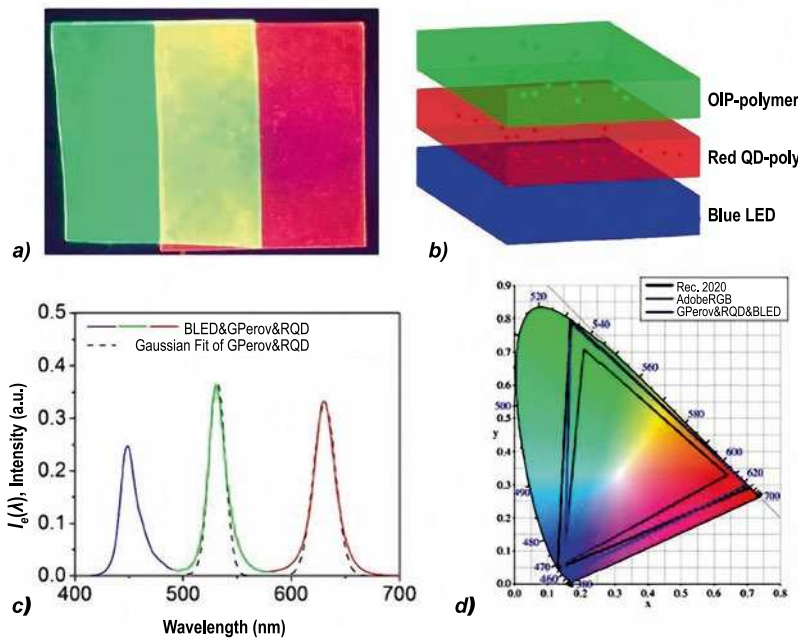 a)
OIP-polymer
Red QD-poly
Blue LED
b)
0.5
0.4
0.3
0.2
0.1
0.0
I_e(λ), Intensity (a.u.)
BLED&GPerov&RQD
Gaussian Fit of GPerov&RQD
400 500 600 700
Wavelength (nm)
c)
Rec. 2020
AdobeRGB
GPerov&RQD&BLED
0.9
0.8
0.7
0.6
0.5
0.4
0.3
0.2
0.1
0.0
y
520
540
560
500
580
600
620
490
700
480
470
460
380
0.0 0.1 0.2 0.3 0.4 0.5 0.6 0.7 0.8
x
d)